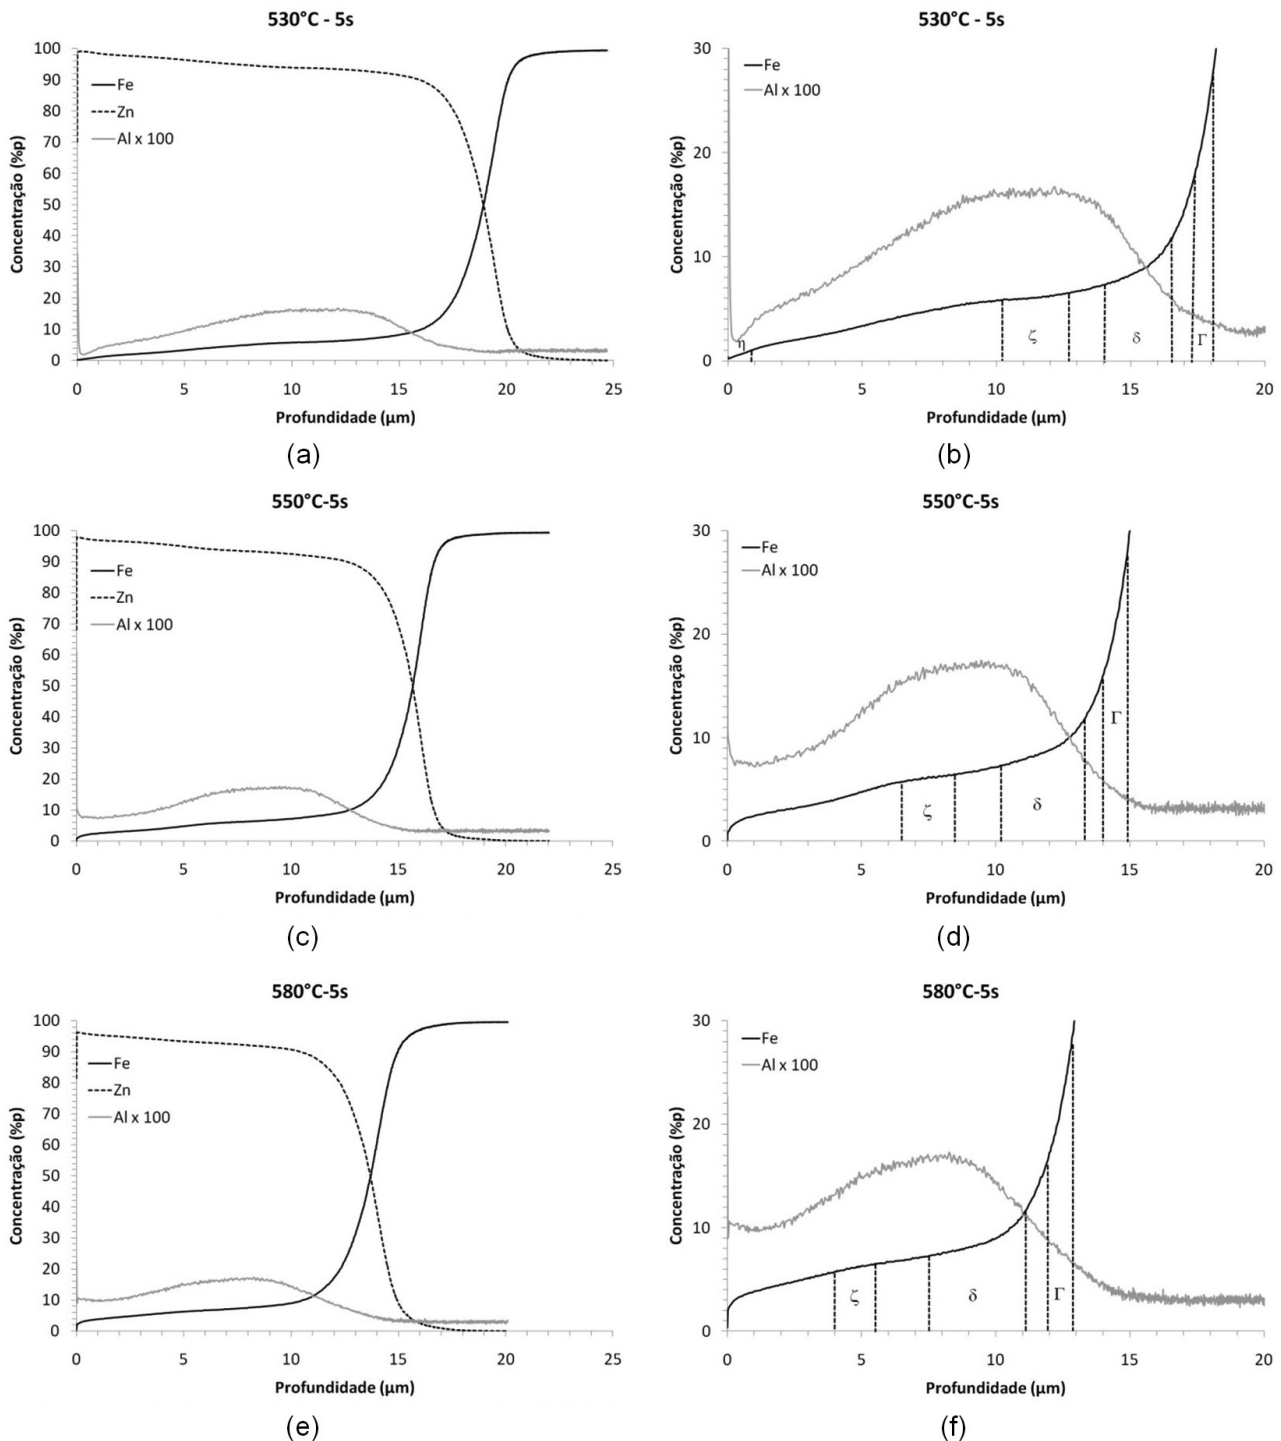 530°C - 5s
100
90
80
70
60
50
40
30
20
10
0
Concentração (%p)
Fe
Zn
Al x 100
0 5 10 15 20 25
Profundidade (µm)
(a)
530°C - 5s
30
20
10
0
Concentração (%p)
Fe
Al x 100
η
ζ
δ
Γ
0 5 10 15 20
Profundidade (µm)
(b)
550°C-5s
100
90
80
70
60
50
40
30
20
10
0
Concentração (%p)
Fe
Zn
Al x 100
0 5 10 15 20 25
Profundidade (µm)
(c)
550°C-5s
30
20
10
0
Concentração (%p)
Fe
Al x 100
ζ
δ
Γ
0 5 10 15 20
Profundidade (µm)
(d)
580°C-5s
100
90
80
70
60
50
40
30
20
10
0
Concentração (%p)
Fe
Zn
Al x 100
0 5 10 15 20 25
Profundidade (µm)
(e)
580°C-5s
30
20
10
0
Concentração (%p)
Fe
Al x 100
ζ
δ
Γ
0 5 10 15 20
Profundidade (µm)
(f)